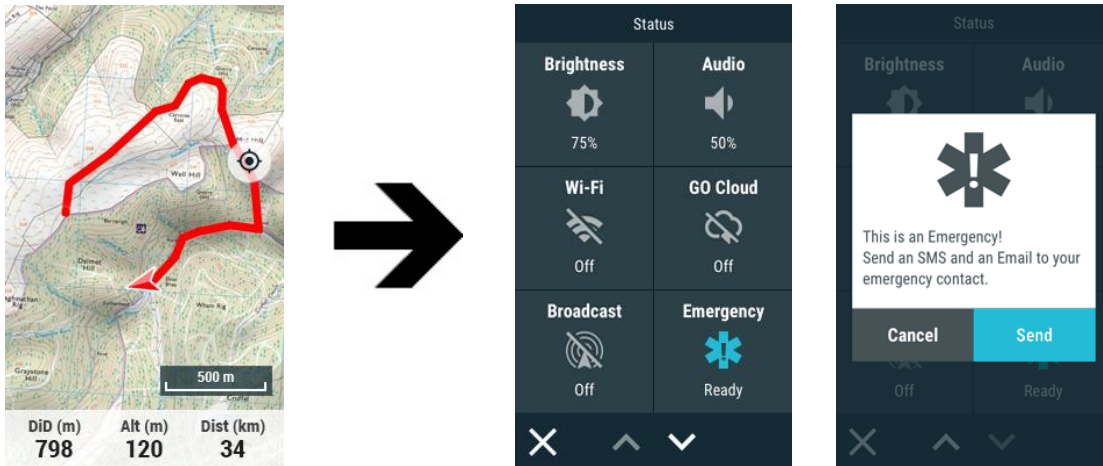 Well Hill
Dalmet
Hill
Wham Rig
Graystone
Hill
500 m
DiD (m) Alt (m) Dist (km)
798 120 34
Status
Brightness Audio
75% 50%
Wi-Fi GO Cloud
Off Off
Broadcast Emergency
Off Ready
Status
Brightness Audio
This is an Emergency!
Send an SMS and an Email to your
emergency contact.
Cancel Send
Off Ready